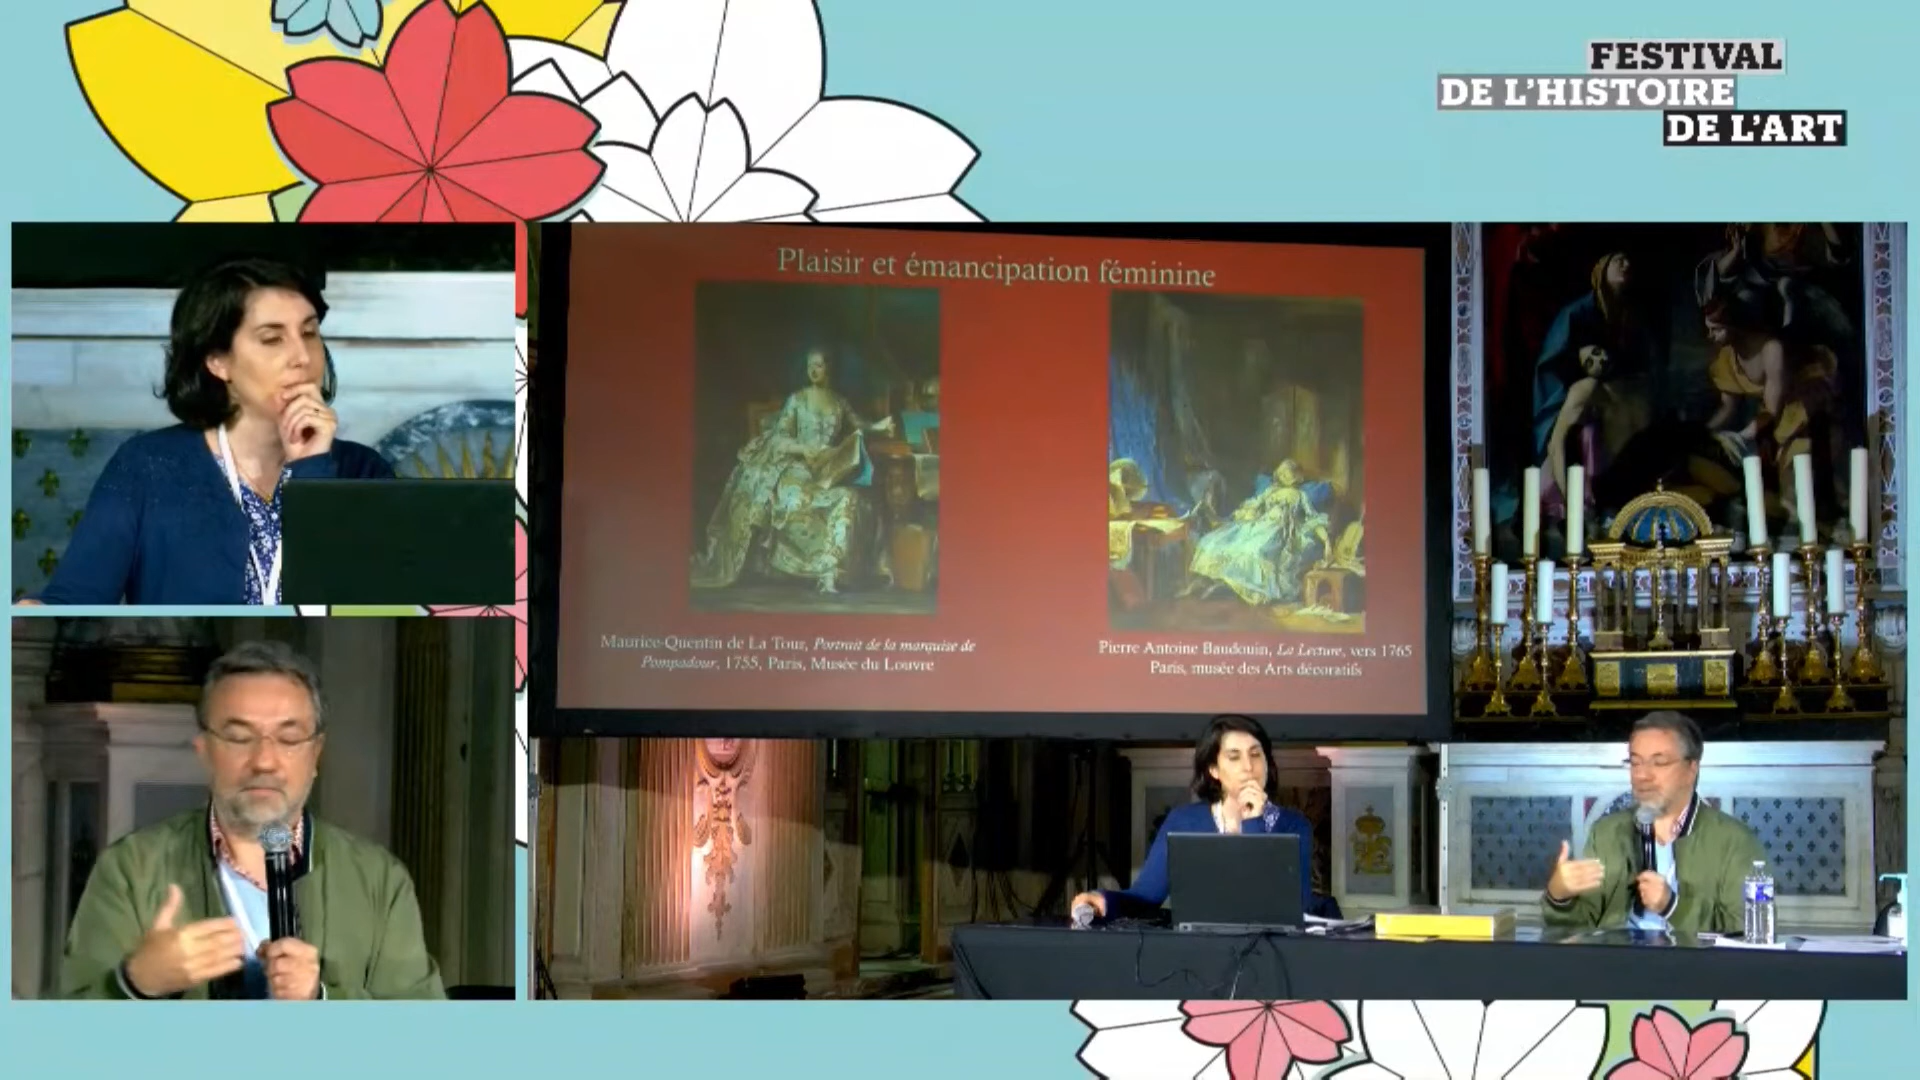 FESTIVAL
DE L'HISTOIRE
DE L'ART
Plaisir et émancipation féminine
Maurice-Quentin de La Tour, Portrait de la marquise de
Pompadour, 1755, Paris, Musée du Louvre
Pierre Antoine Baudouin, La Lecture, vers 1765
Paris, musée des Arts décoratifs